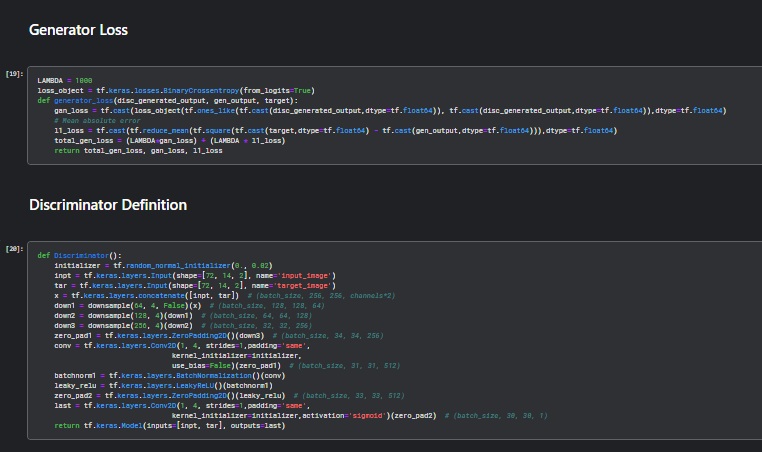 Generator Loss
[19]:
LAMBDA = 1000
loss_object = tf.keras.losses.BinaryCrossentropy(from_logits=True)
def generator_loss(disc_generated_output, gen_output, target):
    gan_loss = tf.cast(loss_object(tf.ones_like(tf.cast(disc_generated_output,dtype=tf.float64)), tf.cast(disc_generated_output,dtype=tf.float64)),dtype=tf.float64)
    # Mean absolute error
    l1_loss = tf.cast(tf.reduce_mean(tf.square(tf.cast(target,dtype=tf.float64) - tf.cast(gen_output,dtype=tf.float64))),dtype=tf.float64)
    total_gen_loss = (LAMBDA*gan_loss) + (LAMBDA * l1_loss)
    return total_gen_loss, gan_loss, l1_loss
Discriminator Definition
[20]:
def Discriminator():
    initializer = tf.random_normal_initializer(0., 0.02)
    inpt = tf.keras.layers.Input(shape=[72, 14, 2], name='input_image')
    tar = tf.keras.layers.Input(shape=[72, 14, 2], name='target_image')
    x = tf.keras.layers.concatenate([inpt, tar])  # (batch_size, 256, 256, channels*2)
    down1 = downsample(64, 4, False)(x)  # (batch_size, 128, 128, 64)
    down2 = downsample(128, 4)(down1)  # (batch_size, 64, 64, 128)
    down3 = downsample(256, 4)(down2)  # (batch_size, 32, 32, 256)
    zero_pad1 = tf.keras.layers.ZeroPadding2D()(down3)  # (batch_size, 34, 34, 256)
    conv = tf.keras.layers.Conv2D(1, 4, strides=1,padding='same',
                                kernel_initializer=initializer,
                                use_bias=False)(zero_pad1)  # (batch_size, 31, 31, 512)
    batchnorm1 = tf.keras.layers.BatchNormalization()(conv)
    leaky_relu = tf.keras.layers.LeakyReLU()(batchnorm1)
    zero_pad2 = tf.keras.layers.ZeroPadding2D()(leaky_relu)  # (batch_size, 33, 33, 512)
    last = tf.keras.layers.Conv2D(1, 4, strides=1,padding='same',
                                kernel_initializer=initializer,activation='sigmoid')(zero_pad2)  # (batch_size, 30, 30, 1)
    return tf.keras.Model(inputs=[inpt, tar], outputs=last)